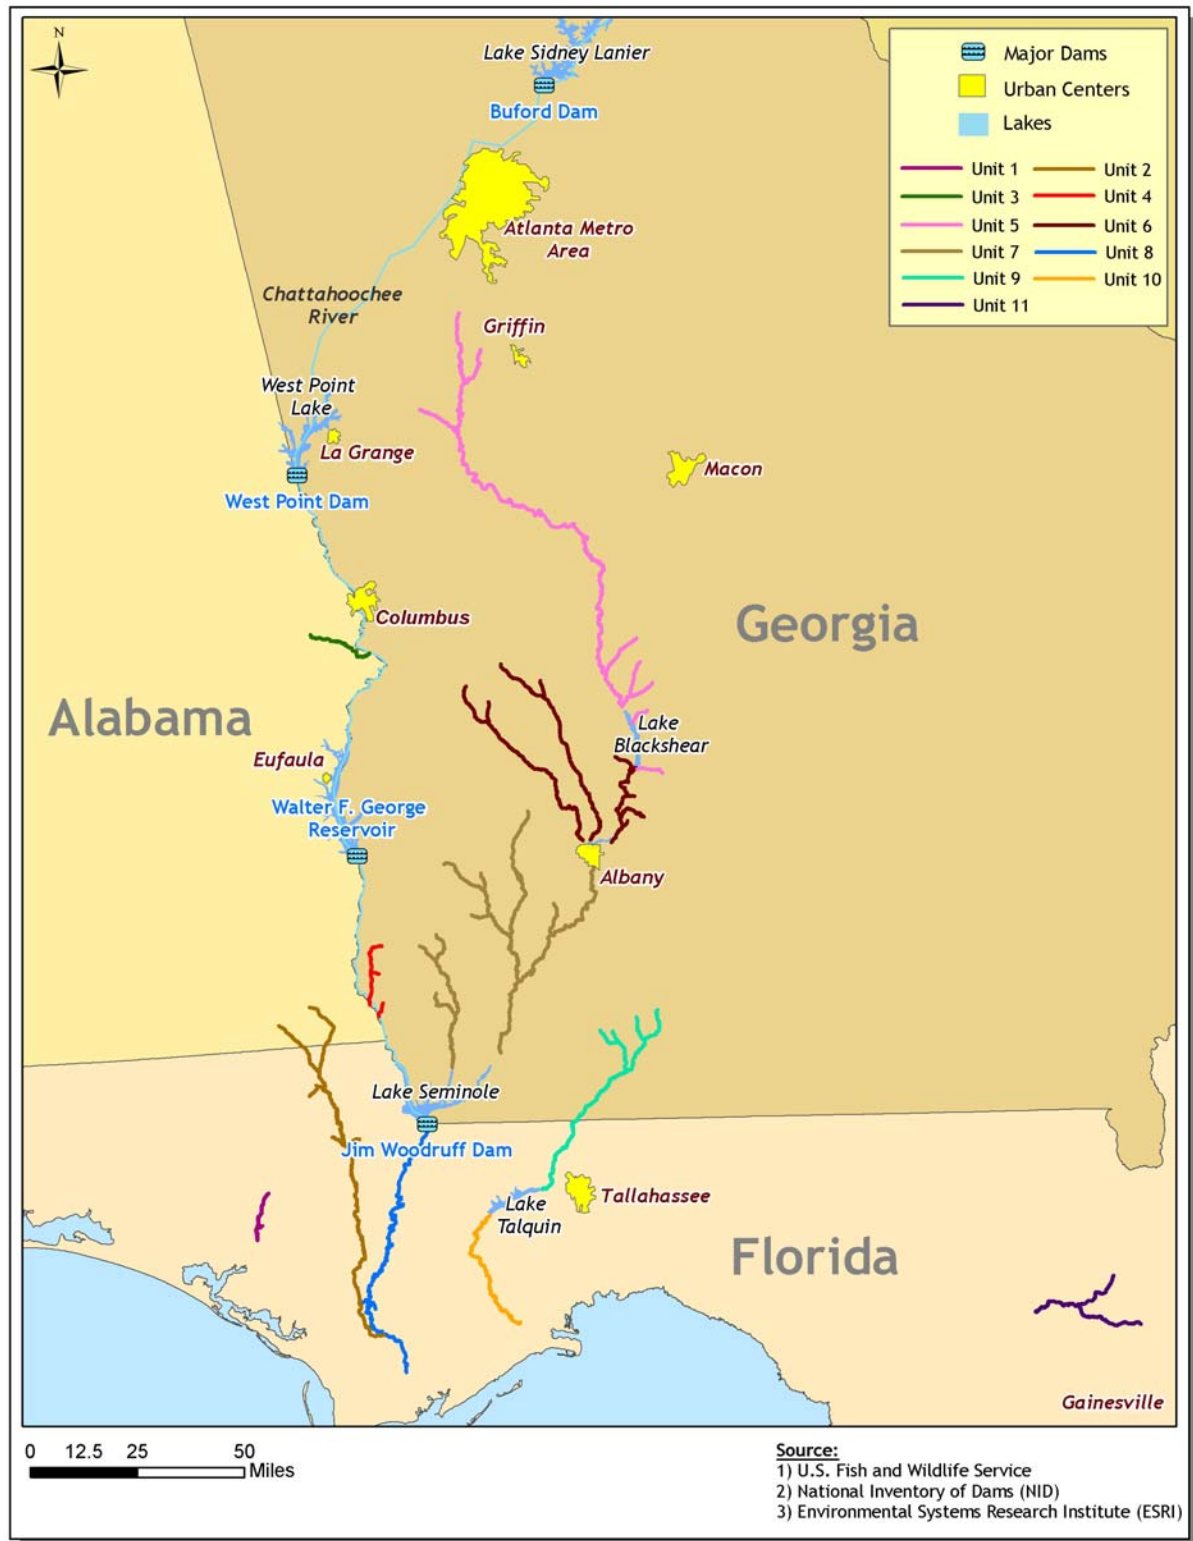 N
Lake Sidney Lanier
Buford Dam
Major Dams
Urban Centers
Lakes
Unit 1
Unit 2
Unit 3
Unit 4
Unit 5
Unit 6
Unit 7
Unit 8
Unit 9
Unit 10
Unit 11
Atlanta Metro
Area
Chattahoochee
River
Griffin
West Point
Lake
La Grange
Macon
West Point Dam
Columbus
Georgia
Alabama
Lake
Blackshear
Eufaula
Walter F. George
Reservoir
Albany
Lake Seminole
Jim Woodruff Dam
Tallahassee
Lake
Talquin
Florida
Gainesville
0 12.5 25 50
Miles
Source:
1) U.S. Fish and Wildlife Service
2) National Inventory of Dams (NID)
3) Environmental Systems Research Institute (ESRI)